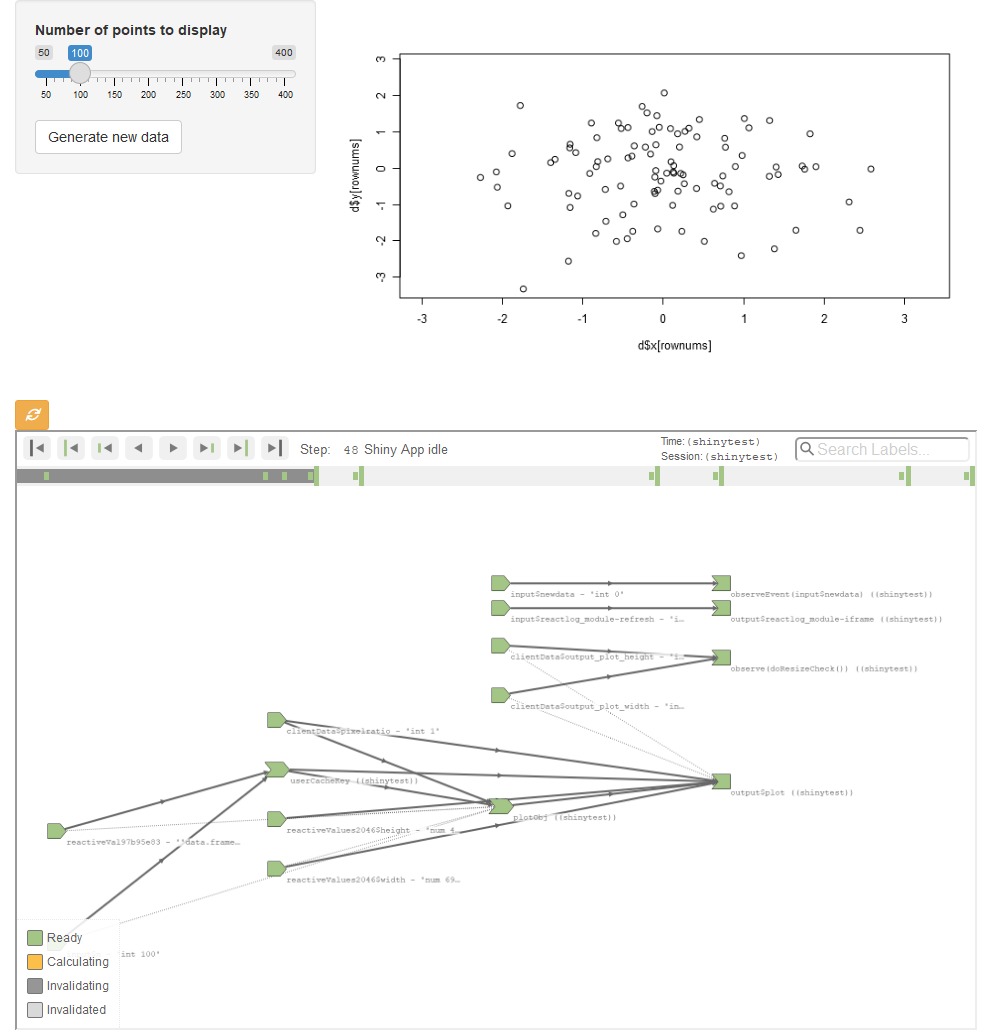 Number of points to display
50 100 400
50 100 150 200 250 300 350 400
Generate new data
3
2
1
0
-1
-2
-3
d$y[rownums]
-3 -2 -1 0 1 2 3
d$x[rownums]
Step: 48 Shiny App idle
Time: (shinytest)
Session: (shinytest)
Search Labels...
input$newdata - "int 0"
observeEvent(input$newdata) ((shinytest))
input$reactlog_module-refresh - "i…
output$reactlog_module-iframe ((shinytest))
clientData$output_plot_height - "i…
observe(doResizeCheck()) ((shinytest))
clientData$output_plot_width - "in…
clientData$pixelratio - "int 1"
userCacheKey ((shinytest))
output$plot ((shinytest))
plotObj ((shinytest))
reactiveValues2046$height - "num 4…
reactiveVal97b95e83 - "'data.frame…
reactiveValues2046$width - "num 69…
"int 100"
Ready
Calculating
Invalidating
Invalidated